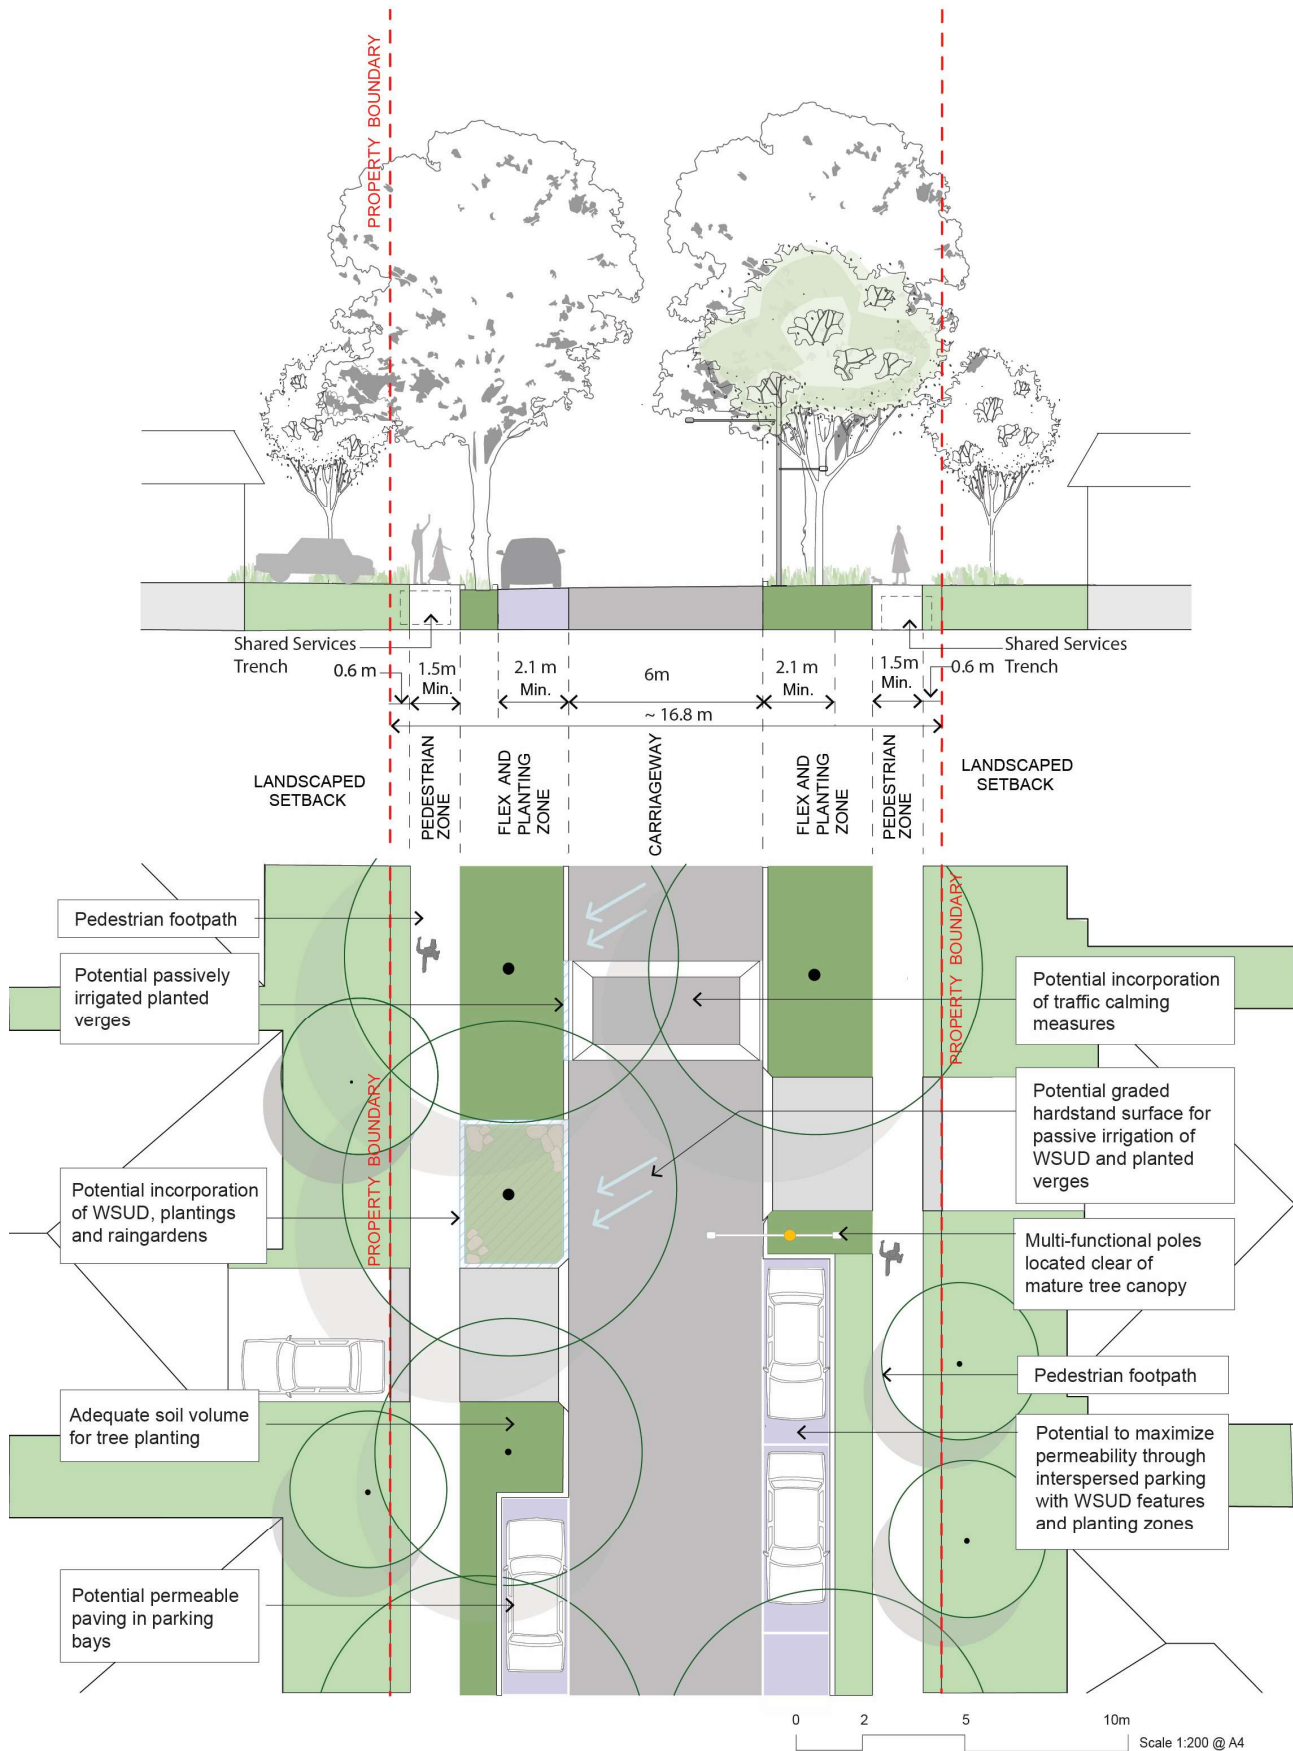 PROPERTY BOUNDARY
Shared Services
Trench
Shared Services
Trench
0.6 m
1.5m
Min.
2.1 m
Min.
6m
2.1 m
Min.
1.5m
Min.
0.6 m
~ 16.8 m
LANDSCAPED
SETBACK
PEDESTRIAN
ZONE
FLEX AND
PLANTING
ZONE
CARRIAGEWAY
FLEX AND
PLANTING
ZONE
PEDESTRIAN
ZONE
LANDSCAPED
SETBACK
Pedestrian footpath
Potential passively
irrigated planted
verges
PROPERTY BOUNDARY
Potential incorporation
of WSUD, plantings
and raingardens
Adequate soil volume
for tree planting
Potential permeable
paving in parking
bays
PROPERTY BOUNDARY
Potential incorporation
of traffic calming
measures
Potential graded
hardstand surface for
passive irrigation of
WSUD and planted
verges
Multi-functional poles
located clear of
mature tree canopy
Pedestrian footpath
Potential to maximize
permeability through
interspersed parking
with WSUD features
and planting zones
0 2 5 10m
Scale 1:200 @ A4